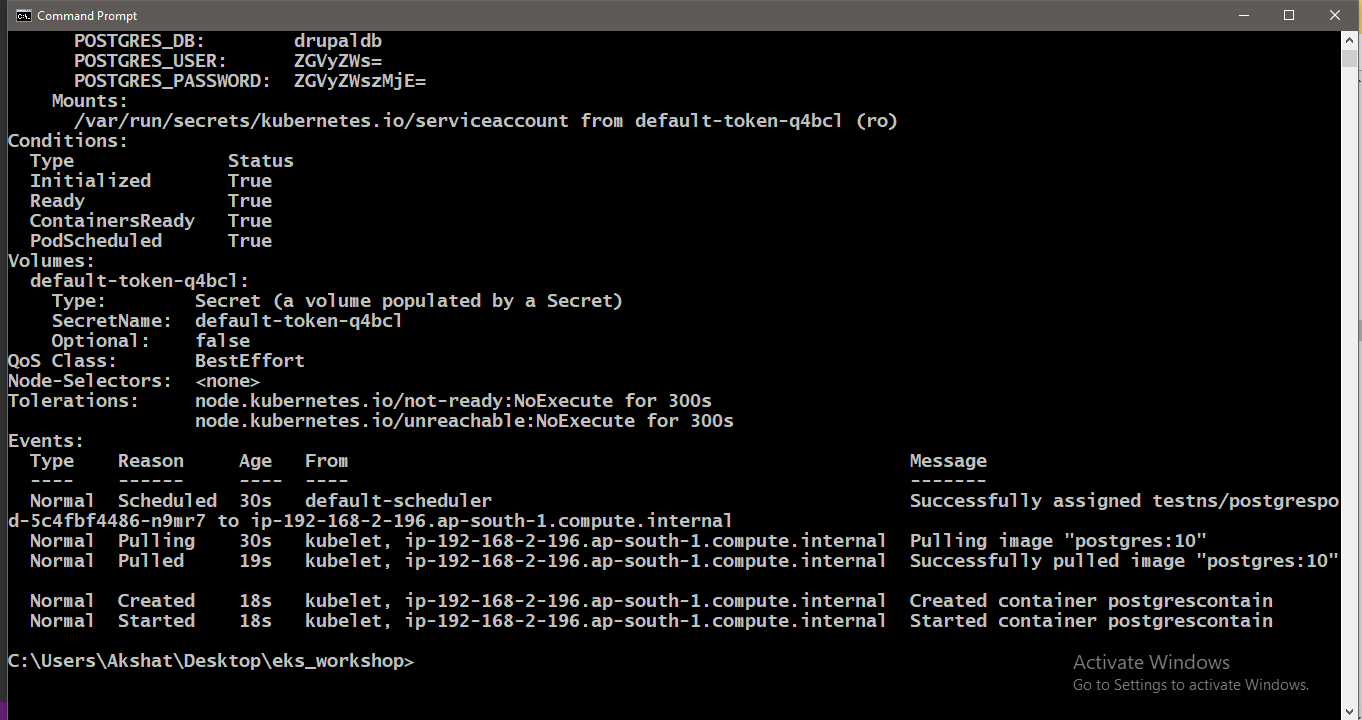 Command Prompt
POSTGRES_DB: drupaldb
POSTGRES_USER: ZGVyZWs=
POSTGRES_PASSWORD: ZGVyZWszMjE=
Mounts:
/var/run/secrets/kubernetes.io/serviceaccount from default-token-q4bcl (ro)
Conditions:
Type Status
Initialized True
Ready True
ContainersReady True
PodScheduled True
Volumes:
default-token-q4bcl:
Type: Secret (a volume populated by a Secret)
SecretName: default-token-q4bcl
Optional: false
QoS Class: BestEffort
Node-Selectors: <none>
Tolerations: node.kubernetes.io/not-ready:NoExecute for 300s
node.kubernetes.io/unreachable:NoExecute for 300s
Events:
Type Reason Age From Message
---- ------ ---- ---- -------
Normal Scheduled 30s default-scheduler Successfully assigned testns/postgrespo
d-5c4fbf4486-n9mr7 to ip-192-168-2-196.ap-south-1.compute.internal
Normal Pulling 30s kubelet, ip-192-168-2-196.ap-south-1.compute.internal Pulling image "postgres:10"
Normal Pulled 19s kubelet, ip-192-168-2-196.ap-south-1.compute.internal Successfully pulled image "postgres:10"
Normal Created 18s kubelet, ip-192-168-2-196.ap-south-1.compute.internal Created container postgrescontain
Normal Started 18s kubelet, ip-192-168-2-196.ap-south-1.compute.internal Started container postgrescontain
C:\Users\Akshat\Desktop\eks_workshop>
Activate Windows
Go to Settings to activate Windows.